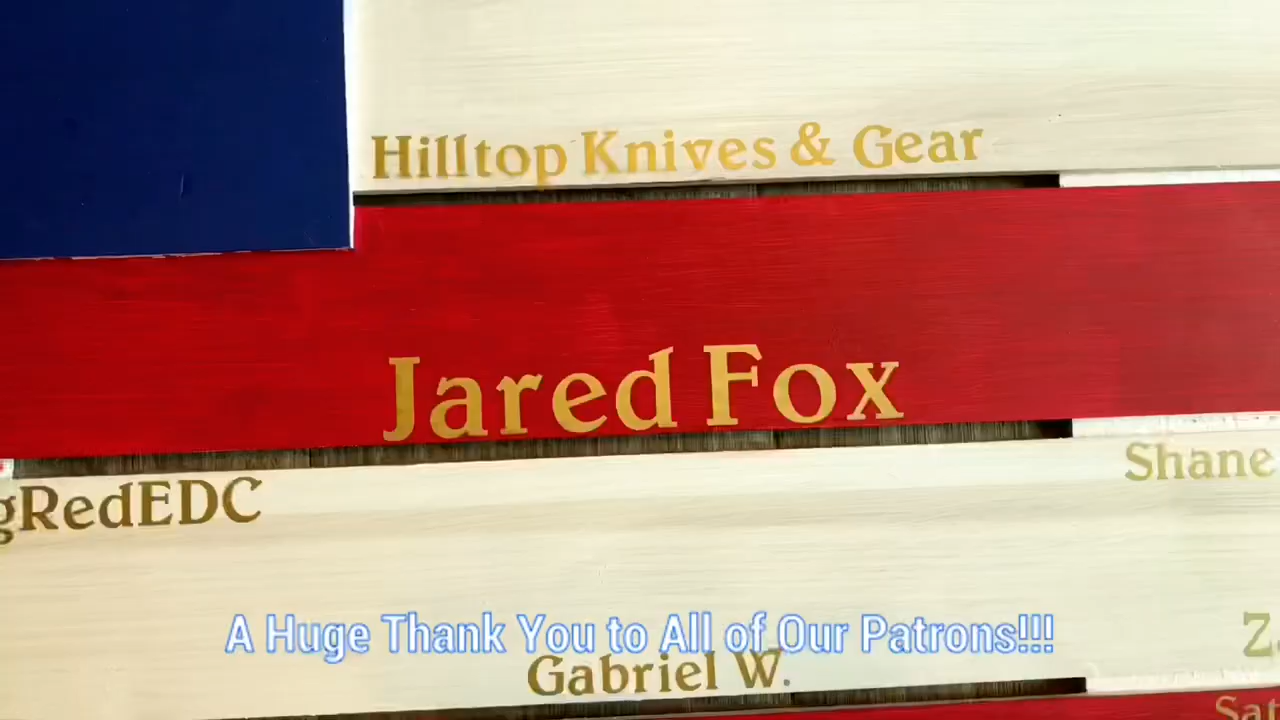 Hilltop Knives & Gear
Jared Fox
gRedEDC
Shane
A Huge Thank You to All of Our Patrons!!!
Gabriel W.